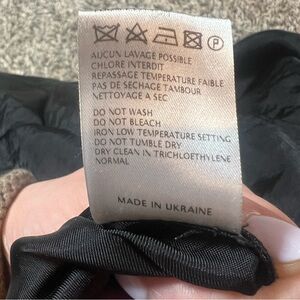 P
AUCUN LAVAGE POSSIBLE
CHLORE INTERDIT
REPASSAGE TEMPERATURE FAIBLE
PAS DE SECHAGE TAMBOUR
NETTOYAGE A SEC
DO NOT WASH
DO NOT BLEACH
IRON LOW TEMPERATURE SETTING
DO NOT TUMBLE DRY
DRY CLEAN IN TRICHLOETHYLENE
NORMAL
MADE IN UKRAINE